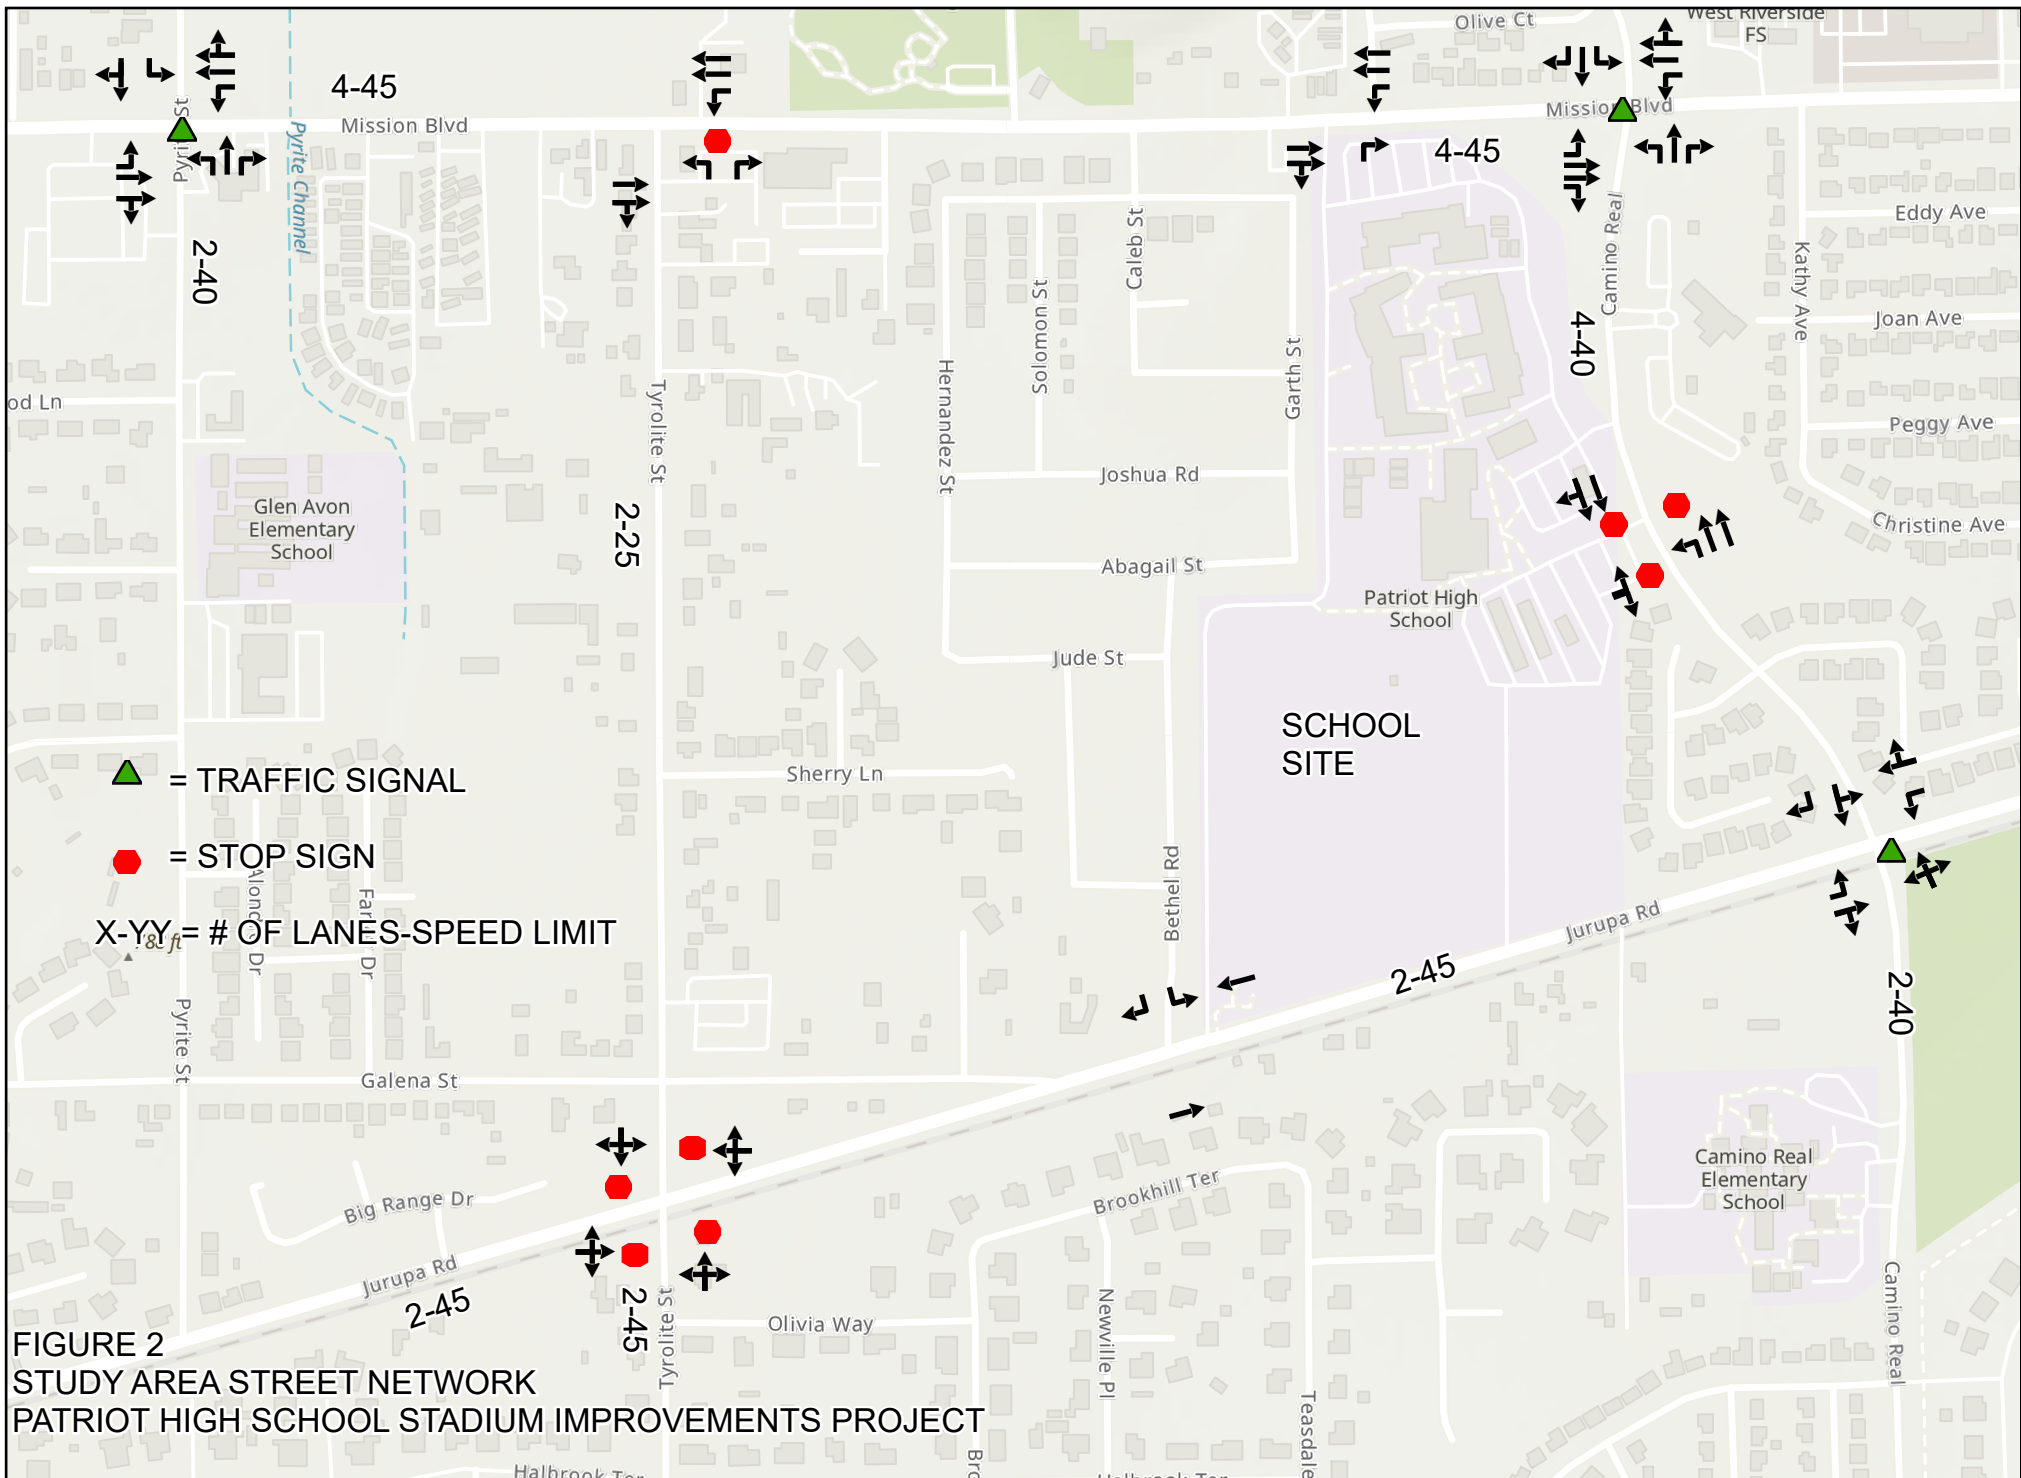 Olive Ct
West Riverside
FS
4-45
Mission Blvd
Mission Blvd
Pyrite Channel
4-45
2-40
Camino Real
Eddy Ave
Kathy Ave
Joan Ave
Peggy Ave
Christine Ave
4-40
Caleb St
Solomon St
Garth St
Hernandez St
Tyrolite St
od Ln
Joshua Rd
Glen Avon
Elementary
School
2-25
Abagail St
Patriot High
School
Jude St
SCHOOL
SITE
Sherry Ln
= TRAFFIC SIGNAL
= STOP SIGN
X-YY = # OF LANES-SPEED LIMIT
Bethel Rd
Jurupa Rd
2-45
2-40
Pyrite St
Galena St
Big Range Dr
Brookhill Ter
Camino Real
Elementary
School
Jurupa Rd
2-45
2-45
Tyrolite St
Olivia Way
Newville Pl
Teasdale
Camino Real
FIGURE 2
STUDY AREA STREET NETWORK
PATRIOT HIGH SCHOOL STADIUM IMPROVEMENTS PROJECT
Bro
Halbrook Ter
Halbrook Ter